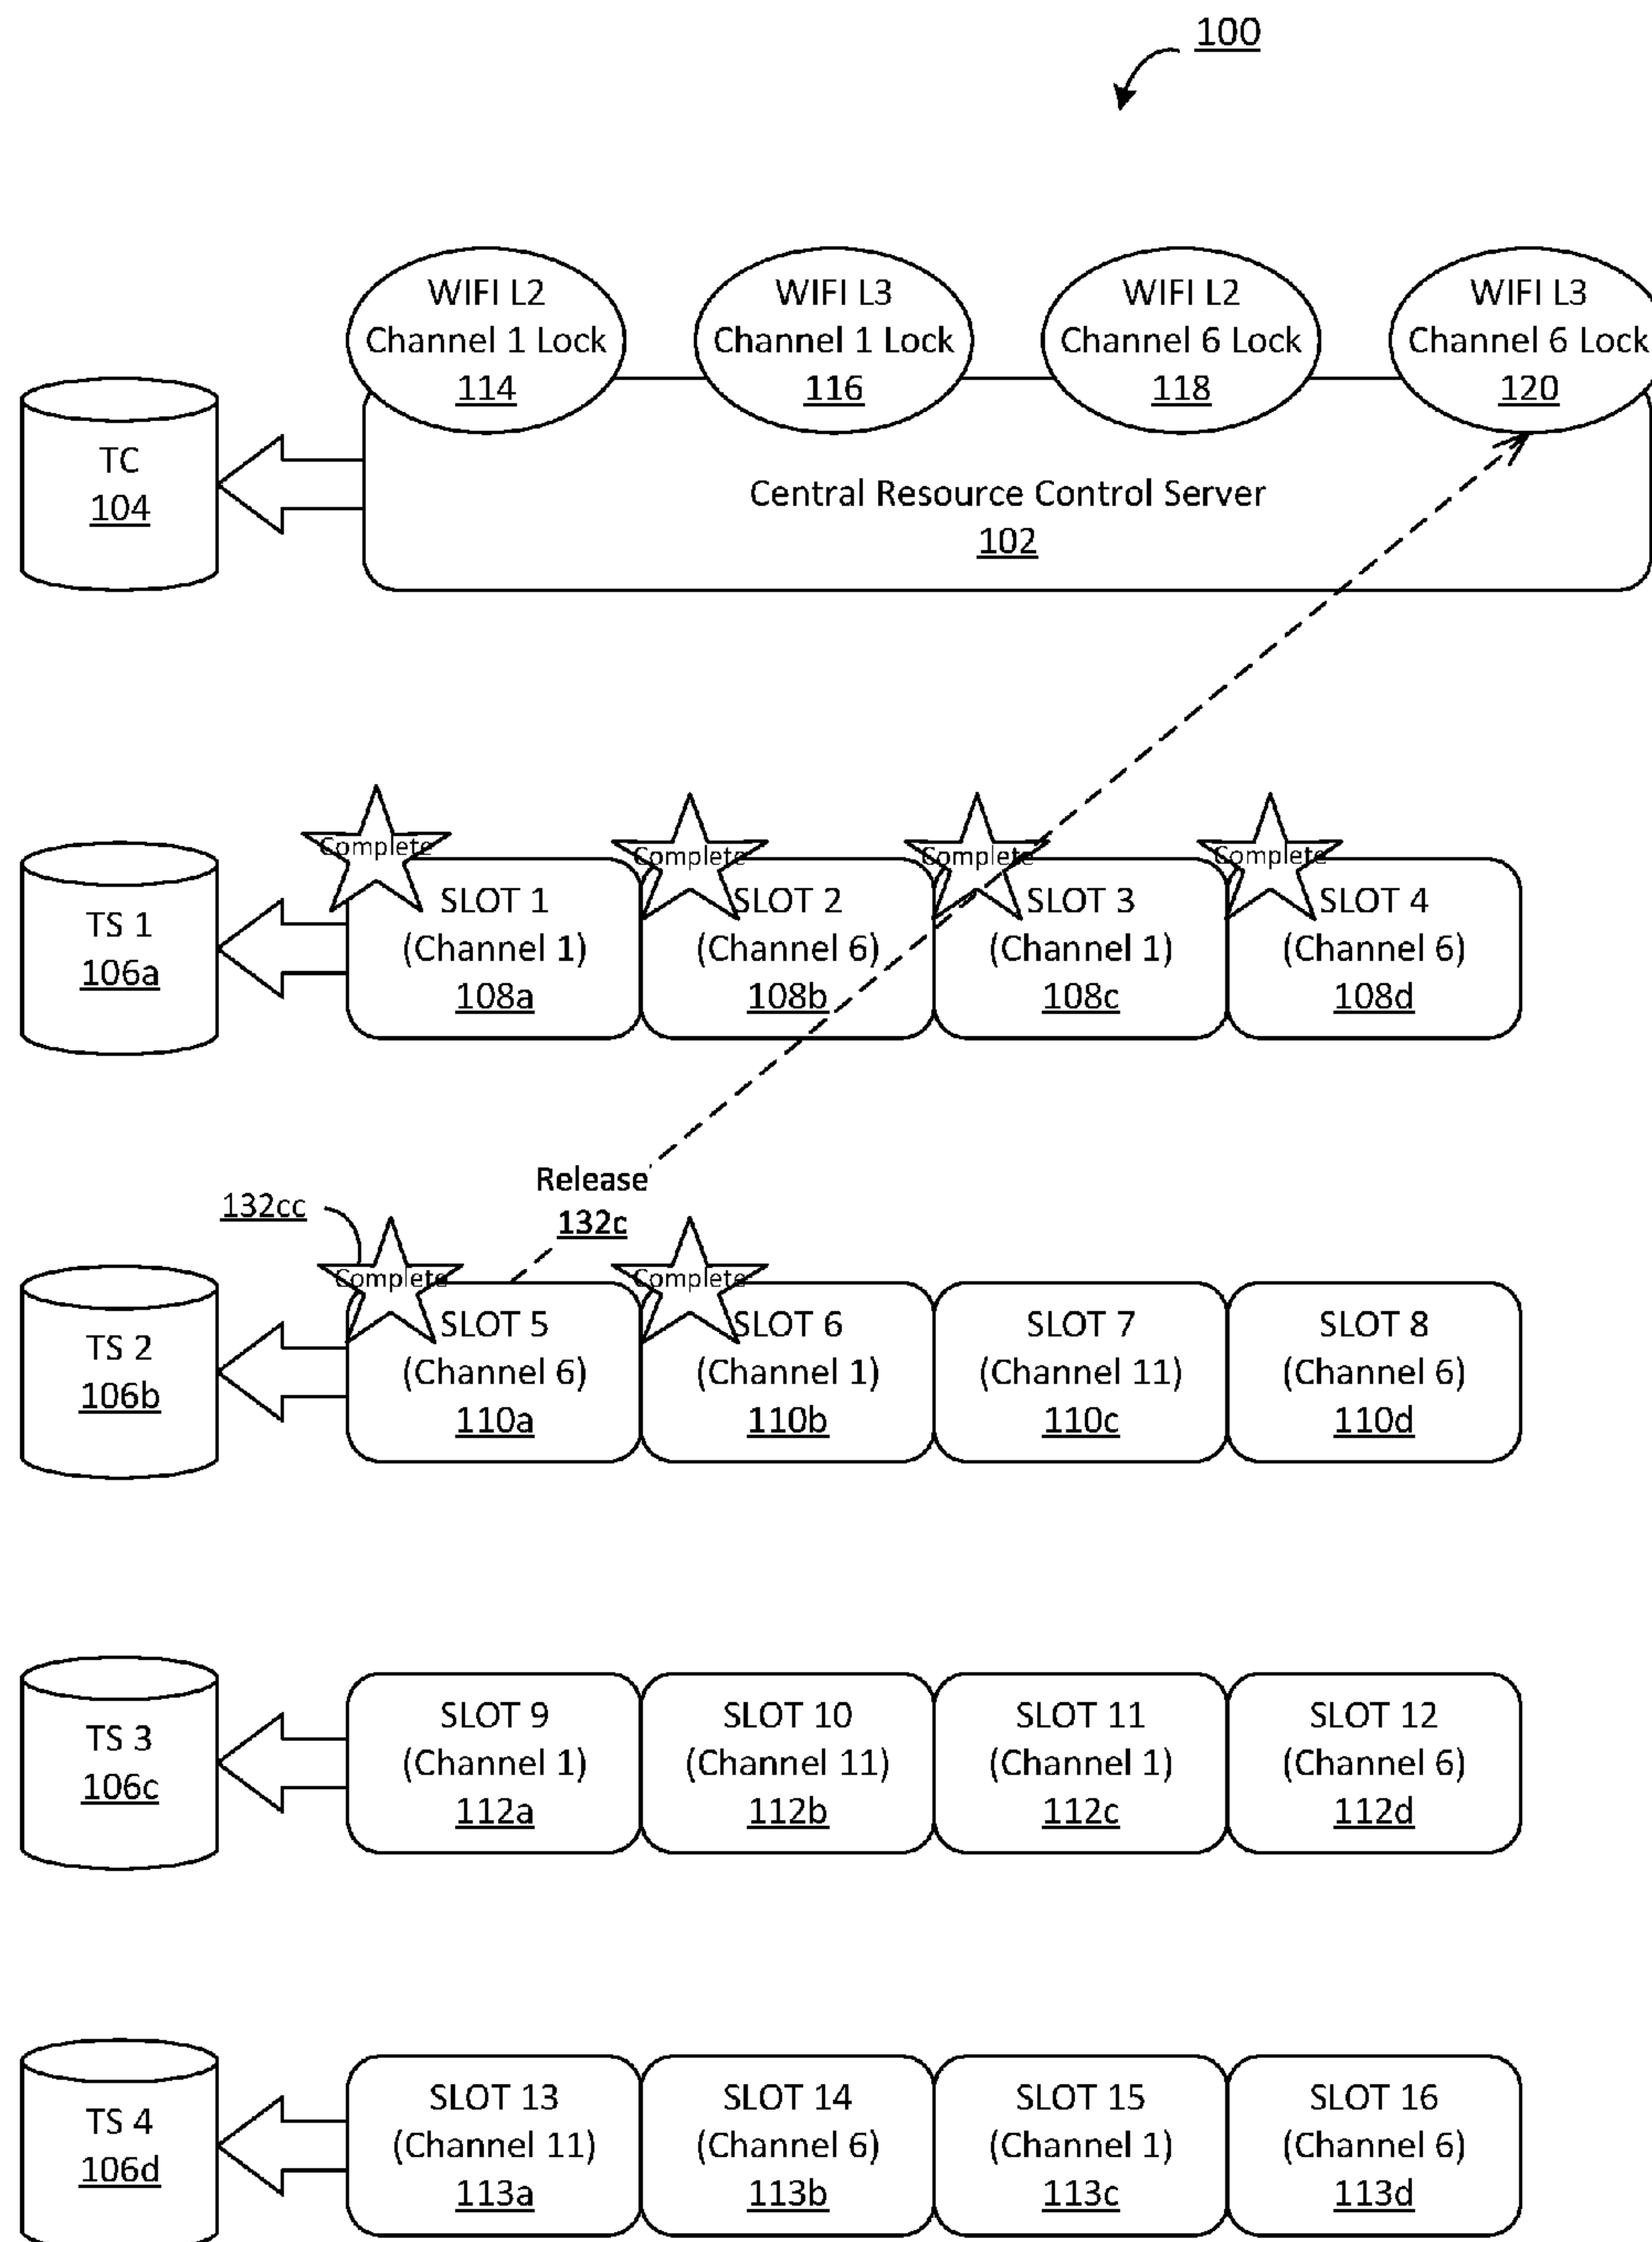 100
WIFI L2
Channel 1 Lock
114
WIFI L3
Channel 1 Lock
116
WIFI L2
Channel 6 Lock
118
WIFI L3
Channel 6 Lock
120
TC
104
Central Resource Control Server
102
TS 1
106a
Complete
SLOT 1
(Channel 1)
108a
Complete
SLOT 2
(Channel 6)
108b
Complete
SLOT 3
(Channel 1)
108c
Complete
SLOT 4
(Channel 6)
108d
Release
132c
132cc
TS 2
106b
Complete
SLOT 5
(Channel 6)
110a
Complete
SLOT 6
(Channel 1)
110b
SLOT 7
(Channel 11)
110c
SLOT 8
(Channel 6)
110d
TS 3
106c
SLOT 9
(Channel 1)
112a
SLOT 10
(Channel 11)
112b
SLOT 11
(Channel 1)
112c
SLOT 12
(Channel 6)
112d
TS 4
106d
SLOT 13
(Channel 11)
113a
SLOT 14
(Channel 6)
113b
SLOT 15
(Channel 1)
113c
SLOT 16
(Channel 6)
113d